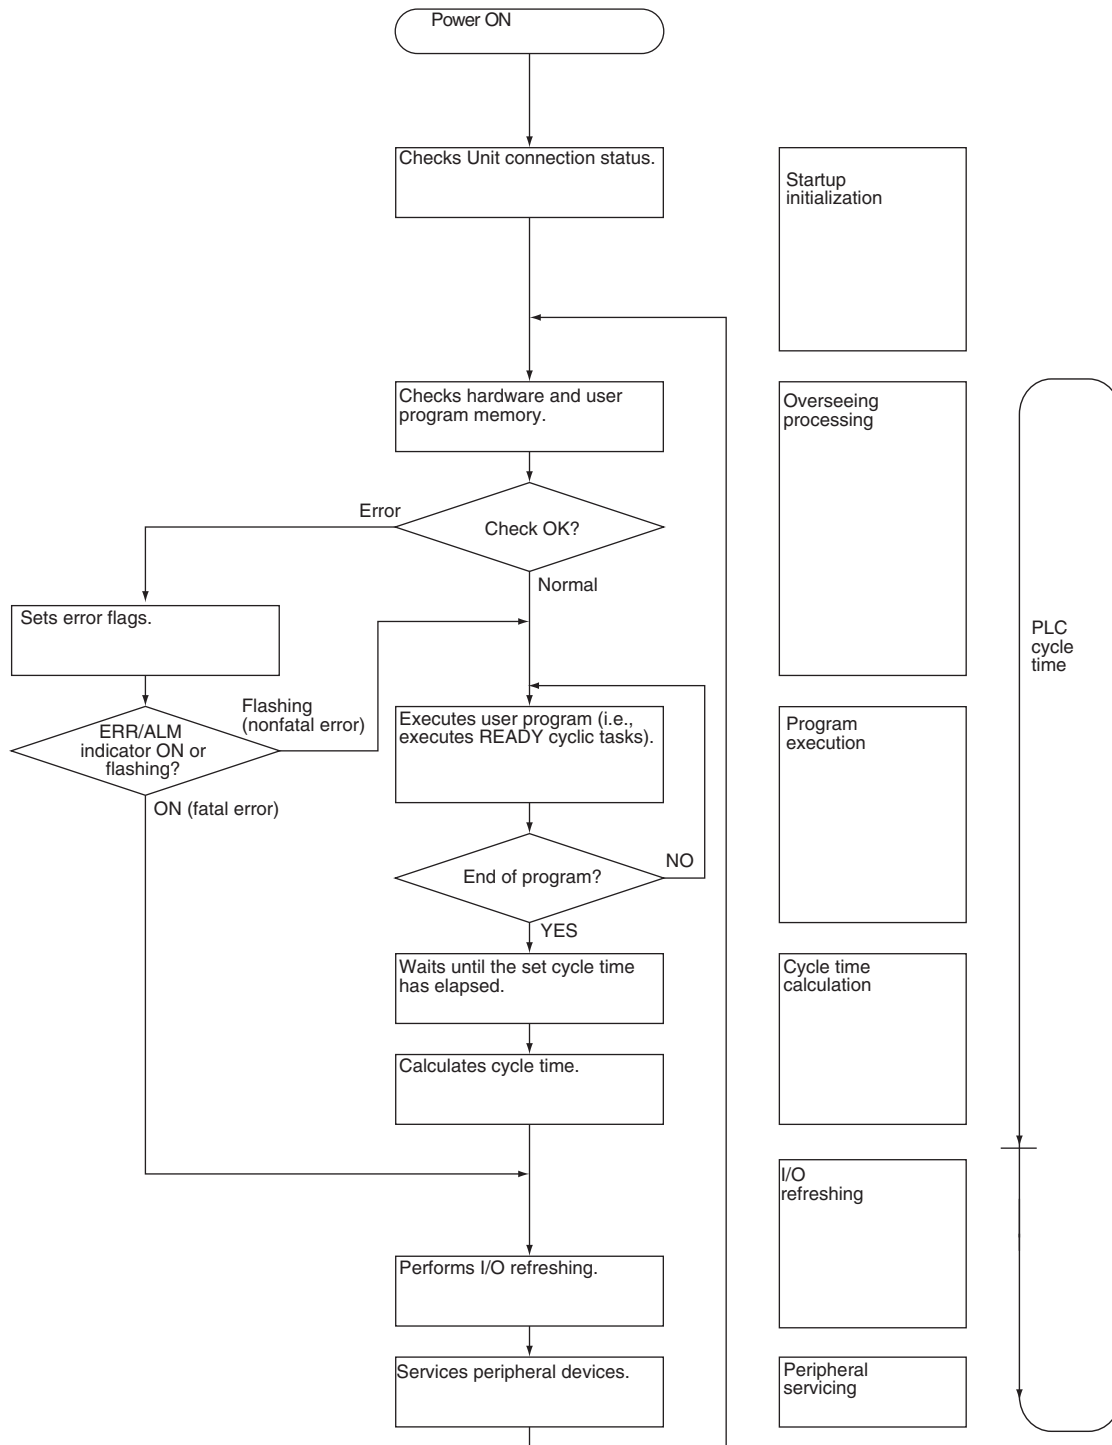 Power ON
Checks Unit connection status.
Startup
initialization
Checks hardware and user
program memory.
Overseeing
processing
Error
Check OK?
Normal
Sets error flags.
PLC
cycle
time
Flashing
(nonfatal error)
ERR/ALM
indicator ON or
flashing?
ON (fatal error)
Executes user program (i.e.,
executes READY cyclic tasks).
Program
execution
End of program?
NO
YES
Waits until the set cycle time
has elapsed.
Cycle time
calculation
Calculates cycle time.
I/O
refreshing
Performs I/O refreshing.
Services peripheral devices.
Peripheral
servicing